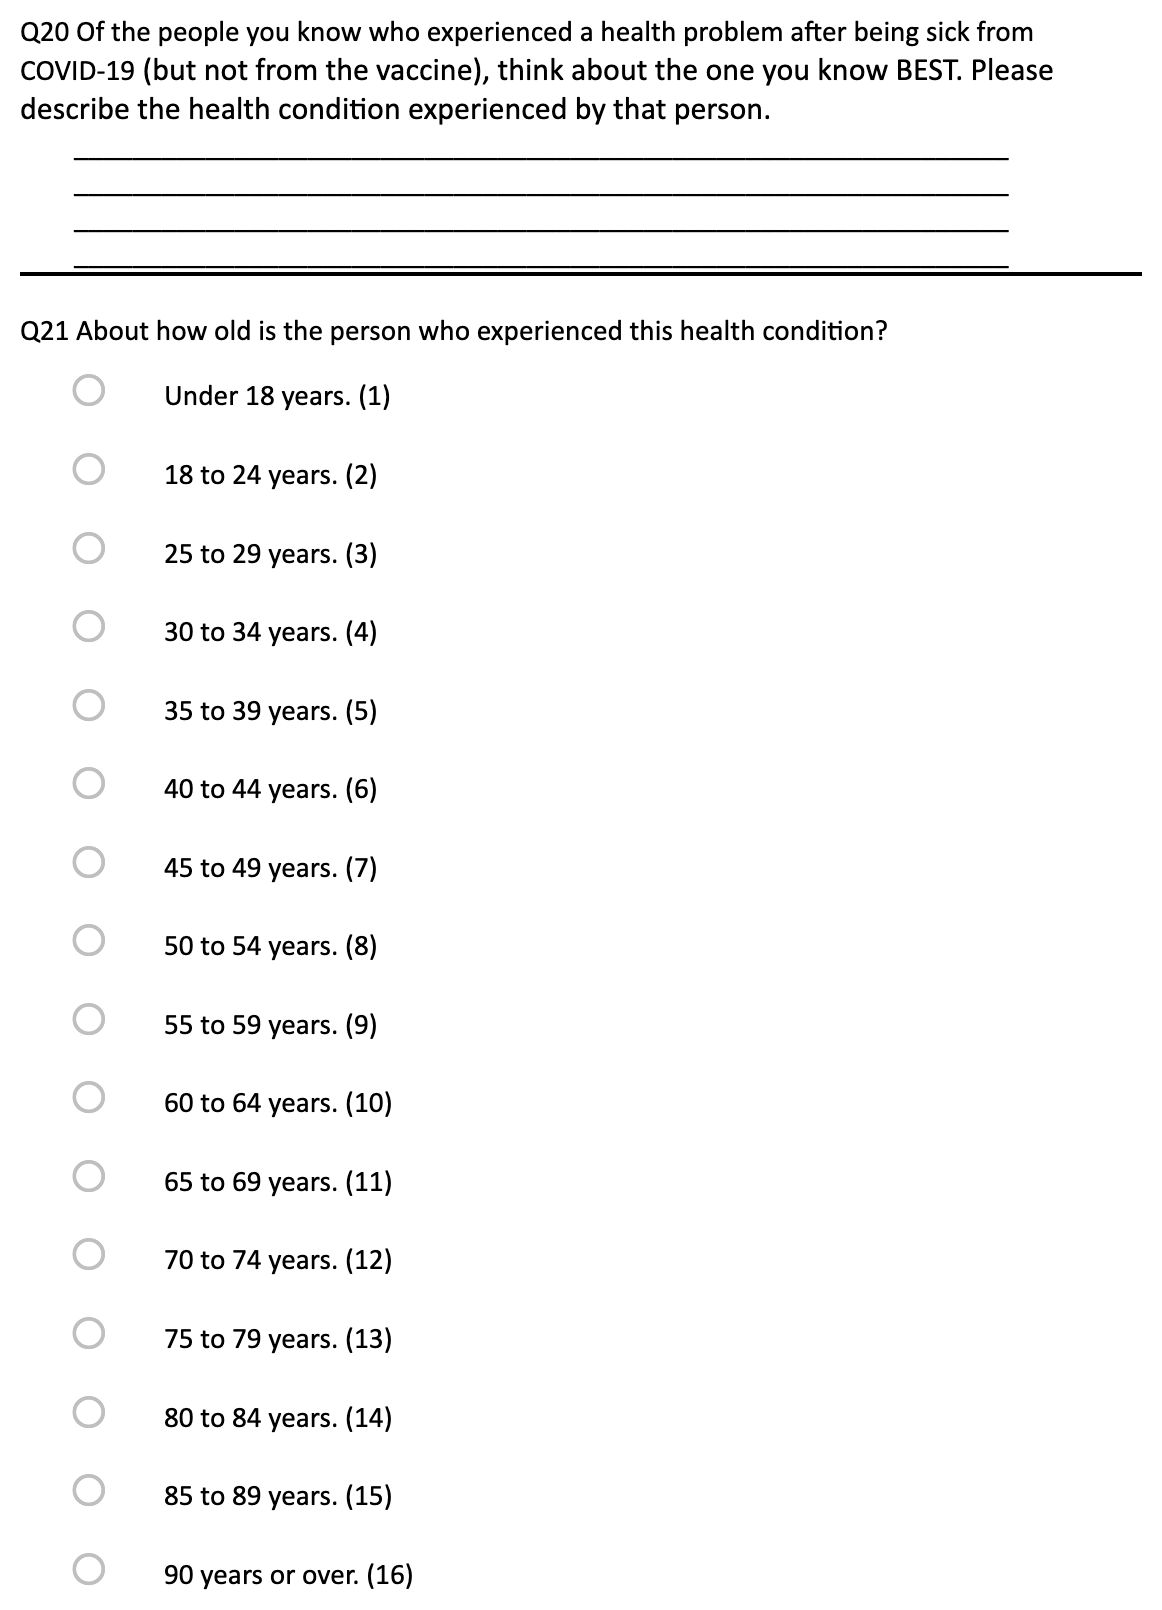 Q20 Of the people you know who experienced a health problem after being sick from
COVID-19 (but not from the vaccine), think about the one you know BEST. Please
describe the health condition experienced by that person.
Q21 About how old is the person who experienced this health condition?
Under 18 years. (1)
18 to 24 years. (2)
25 to 29 years. (3)
30 to 34 years. (4)
35 to 39 years. (5)
40 to 44 years. (6)
45 to 49 years. (7)
50 to 54 years. (8)
55 to 59 years. (9)
60 to 64 years. (10)
65 to 69 years. (11)
70 to 74 years. (12)
75 to 79 years. (13)
80 to 84 years. (14)
85 to 89 years. (15)
90 years or over. (16)